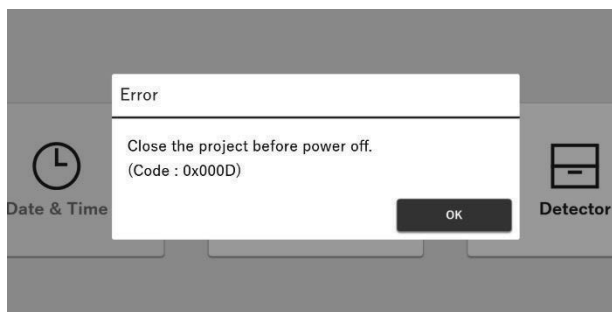 Error
Close the project before power off.
(Code : 0x000D)
OK
Date & Time
Detector